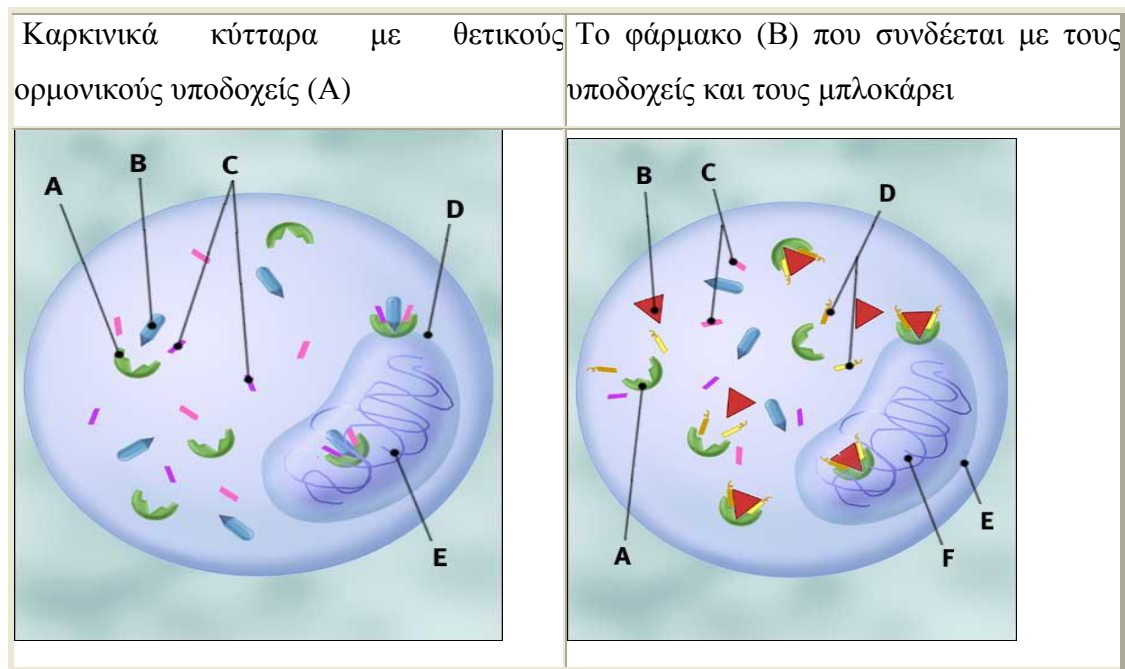 Καρκινικά κύτταρα με θετικούς
ορμονικούς υποδοχείς (Α)
Το φάρμακο (Β) που συνδέεται με τους
υποδοχείς και τους μπλοκάρει
A
B
C
D
E
B
C
D
A
F
E